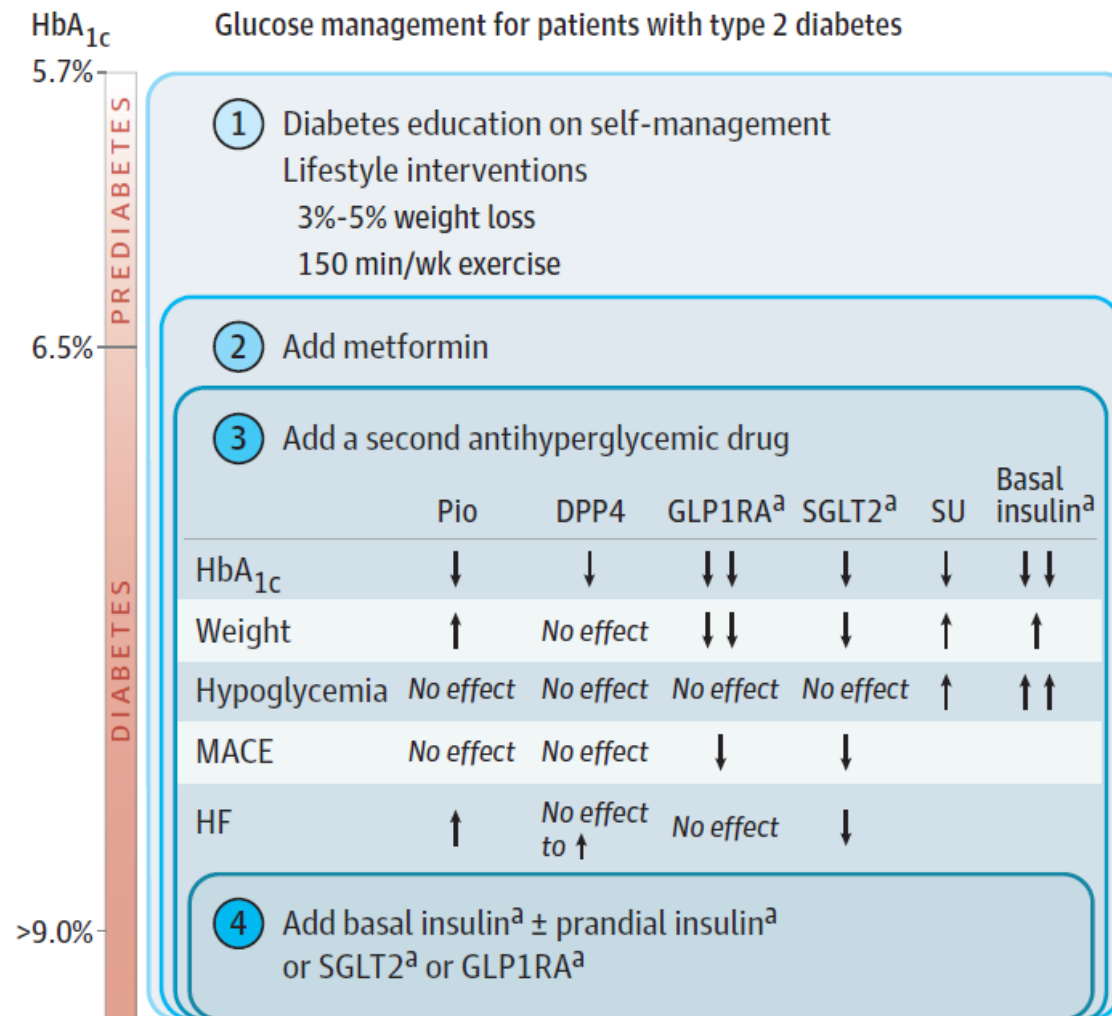 HbA1c
Glucose management for patients with type 2 diabetes
5.7%
PREDIABETES
6.5%
DIABETES
>9.0%
1 Diabetes education on self-management
Lifestyle interventions
3%-5% weight loss
150 min/wk exercise
2 Add metformin
3 Add a second antihyperglycemic drug
Pio DPP4 GLP1RAª SGLT2ª SU Basal insulinª
HbA1c ↓ ↓ ↓↓ ↓ ↓ ↓↓
Weight ↑ No effect ↓↓ ↓ ↑ ↑
Hypoglycemia No effect No effect No effect No effect ↑ ↑↑
MACE No effect No effect ↓ ↓
HF ↑ No effect to ↑ No effect ↓
4 Add basal insulinª ± prandial insulinª
or SGLT2ª or GLP1RAª